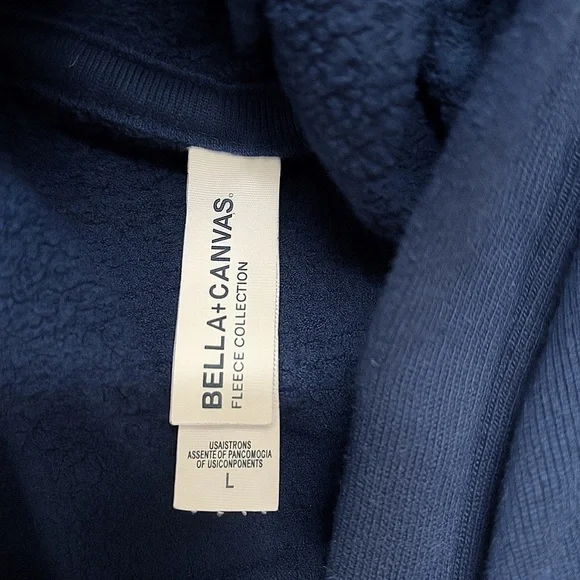 BELLA+CANVAS®
FLEECE COLLECTION
USAISTRONS
ASSENTE OF PANCOMOGIA
OF USICONPONENTS
L